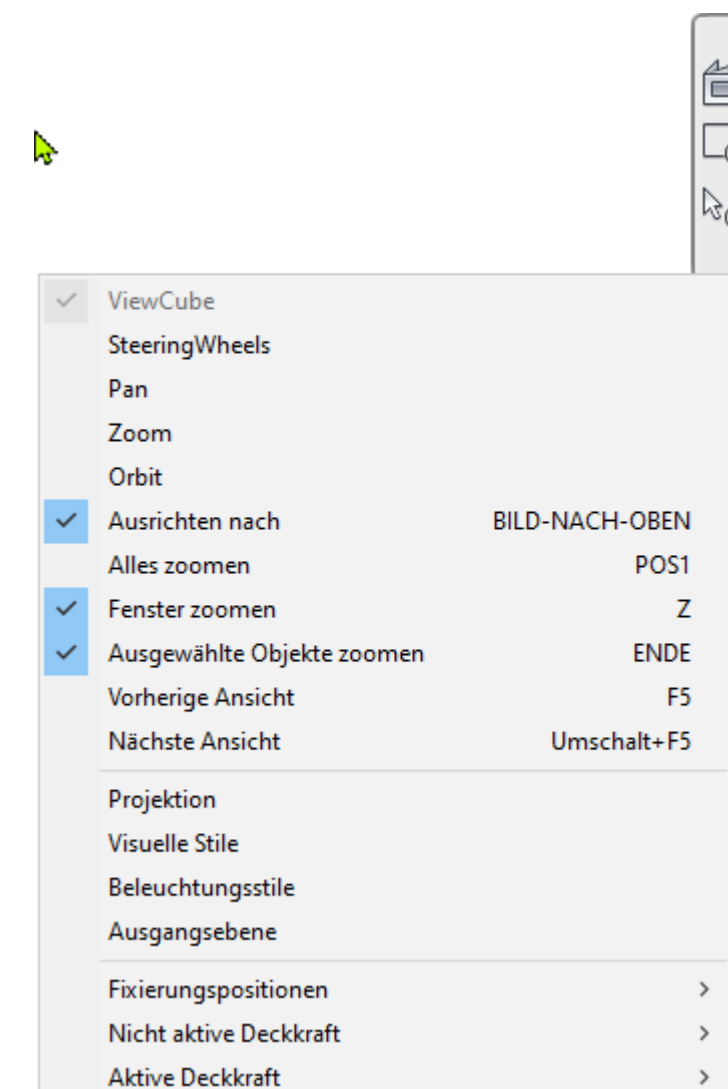 ViewCube
SteeringWheels
Pan
Zoom
Orbit
Ausrichten nach BILD-NACH-OBEN
Alles zoomen POS1
Fenster zoomen Z
Ausgewählte Objekte zoomen ENDE
Vorherige Ansicht F5
Nächste Ansicht Umschalt+F5
Projektion
Visuelle Stile
Beleuchtungsstile
Ausgangsebene
Fixierungspositionen
Nicht aktive Deckkraft
Aktive Deckkraft